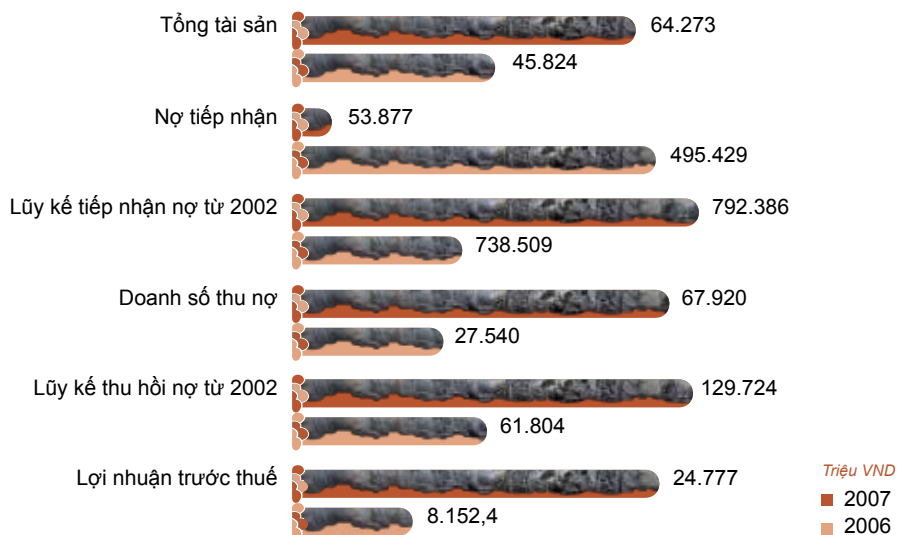 Tổng tài sản
64.273
45.824
Nợ tiếp nhận
53.877
495.429
Lũy kế tiếp nhận nợ từ 2002
792.386
738.509
Doanh số thu nợ
67.920
27.540
Lũy kế thu hồi nợ từ 2002
129.724
61.804
Lợi nhuận trước thuế
24.777
8.152,4
Triệu VND
2007
2006